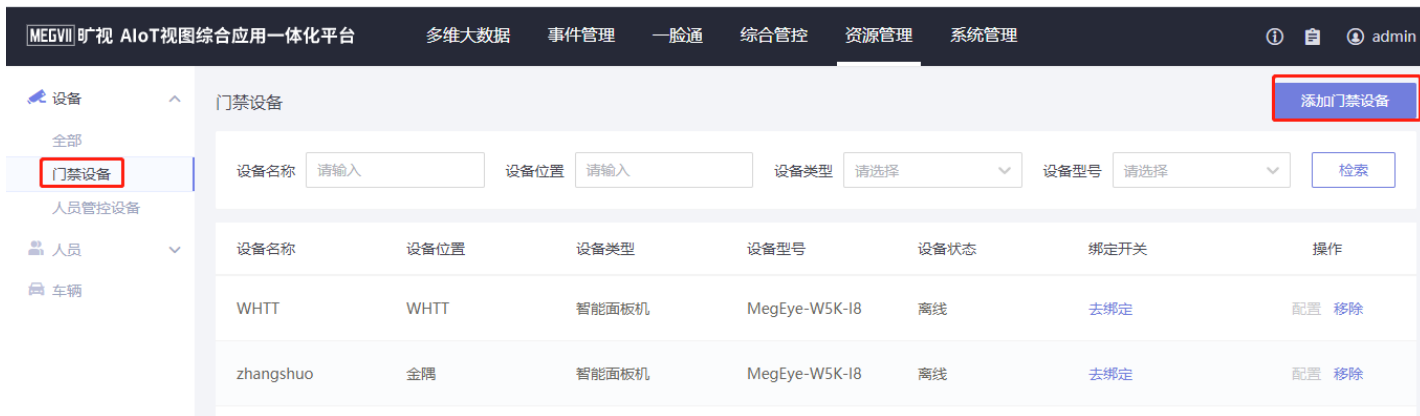 MEGVII 旷视 AIoT视图综合应用一体化平台 多维大数据 事件管理 一脸通 综合管控 资源管理 系统管理 admin
设备
全部
门禁设备
人员管控设备
人员
车辆
门禁设备 添加门禁设备
设备名称 请输入 设备位置 请输入 设备类型 请选择 设备型号 请选择 检索
设备名称 设备位置 设备类型 设备型号 设备状态 绑定开关 操作
WHTT WHTT 智能面板机 MegEye-W5K-I8 离线 去绑定 配置 移除
zhangshuo 金隅 智能面板机 MegEye-W5K-I8 离线 去绑定 配置 移除